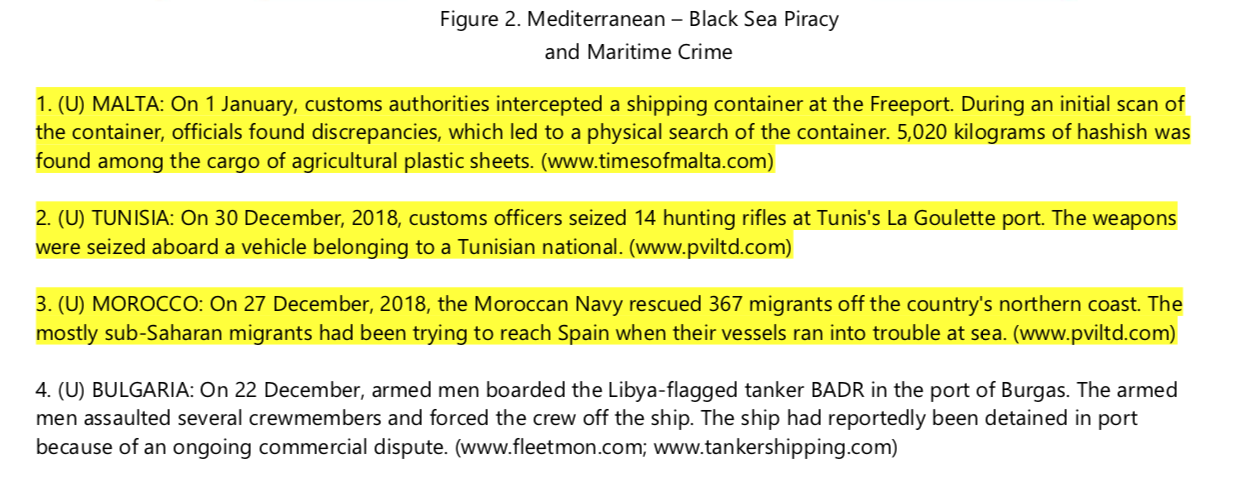 Figure 2. Mediterranean – Black Sea Piracy
and Maritime Crime
1. (U) MALTA: On 1 January, customs authorities intercepted a shipping container at the Freeport. During an initial scan of
the container, officials found discrepancies, which led to a physical search of the container. 5,020 kilograms of hashish was
found among the cargo of agricultural plastic sheets. (www.timesofmalta.com)
2. (U) TUNISIA: On 30 December, 2018, customs officers seized 14 hunting rifles at Tunis's La Goulette port. The weapons
were seized aboard a vehicle belonging to a Tunisian national. (www.pviltd.com)
3. (U) MOROCCO: On 27 December, 2018, the Moroccan Navy rescued 367 migrants off the country's northern coast. The
mostly sub-Saharan migrants had been trying to reach Spain when their vessels ran into trouble at sea. (www.pviltd.com)
4. (U) BULGARIA: On 22 December, armed men boarded the Libya-flagged tanker BADR in the port of Burgas. The armed
men assaulted several crewmembers and forced the crew off the ship. The ship had reportedly been detained in port
because of an ongoing commercial dispute. (www.fleetmon.com; www.tankershipping.com)